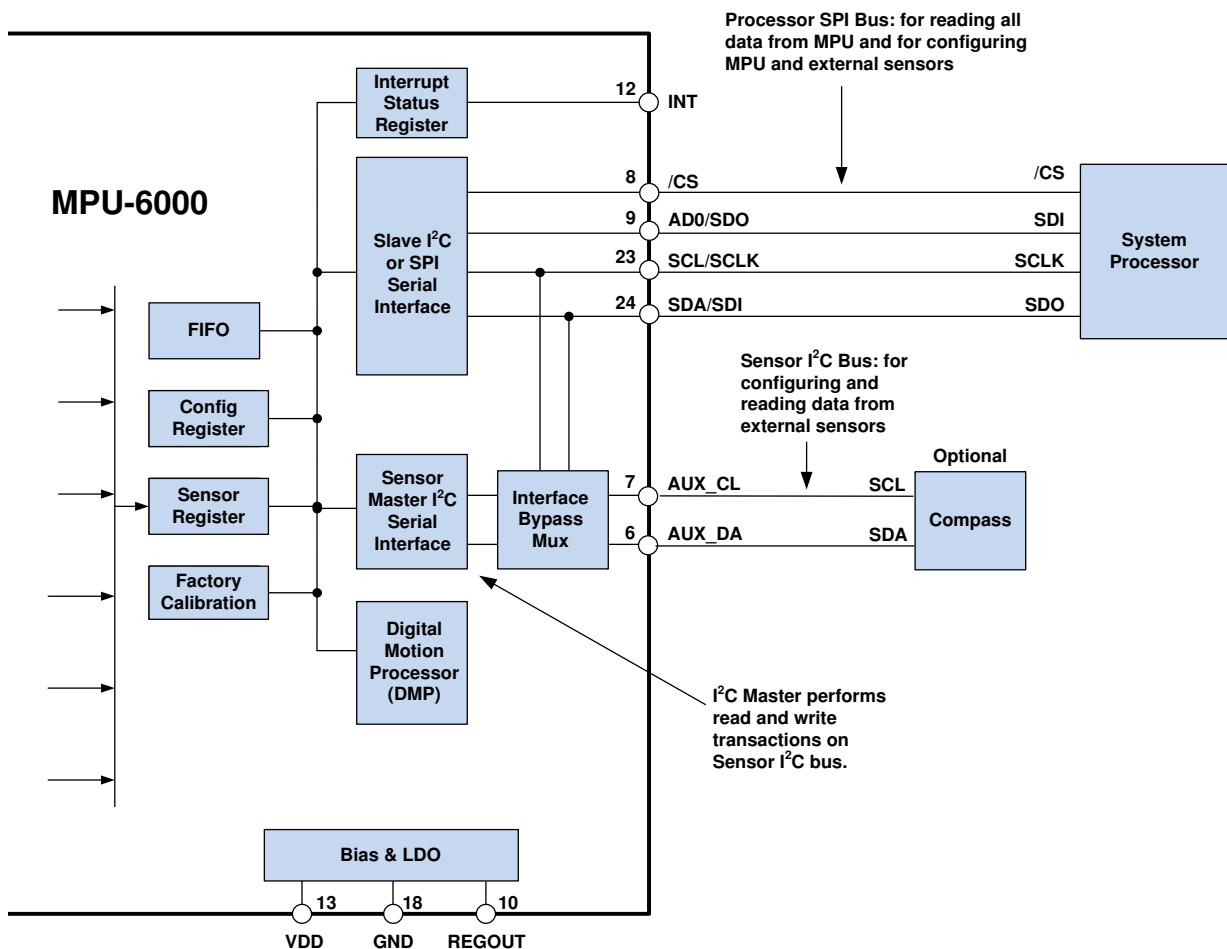 Processor SPI Bus: for reading all
data from MPU and for configuring
MPU and external sensors
Interrupt
Status
Register
12
INT
MPU-6000
Slave I²C
or SPI
Serial
Interface
8
/CS
/CS
9
AD0/SDO
SDI
23
SCL/SCLK
SCLK
24
SDA/SDI
SDO
System
Processor
FIFO
Config
Register
Sensor
Register
Factory
Calibration
Sensor I²C Bus: for
configuring and
reading data from
external sensors
Sensor
Master I²C
Serial
Interface
Interface
Bypass
Mux
7
AUX_CL
SCL
6
AUX_DA
SDA
Optional
Compass
Digital
Motion
Processor
(DMP)
I²C Master performs
read and write
transactions on
Sensor I²C bus.
Bias & LDO
13
18
10
VDD
GND
REGOUT